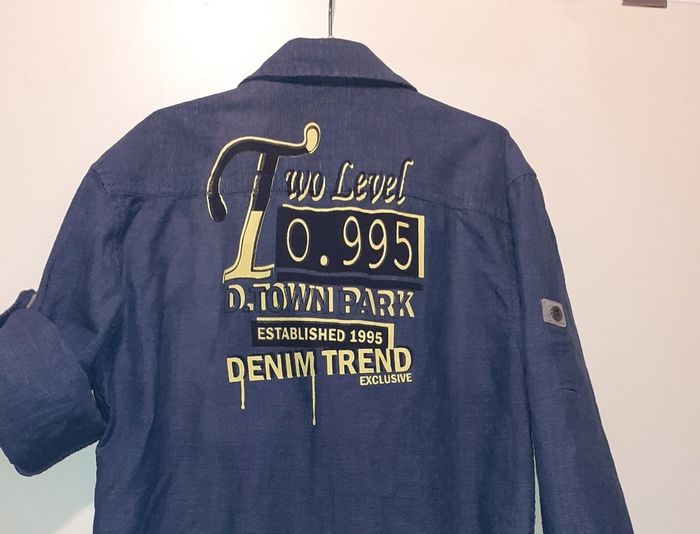 Two Level
0.995
D.TOWN PARK
ESTABLISHED 1995
DENIM TREND
EXCLUSIVE